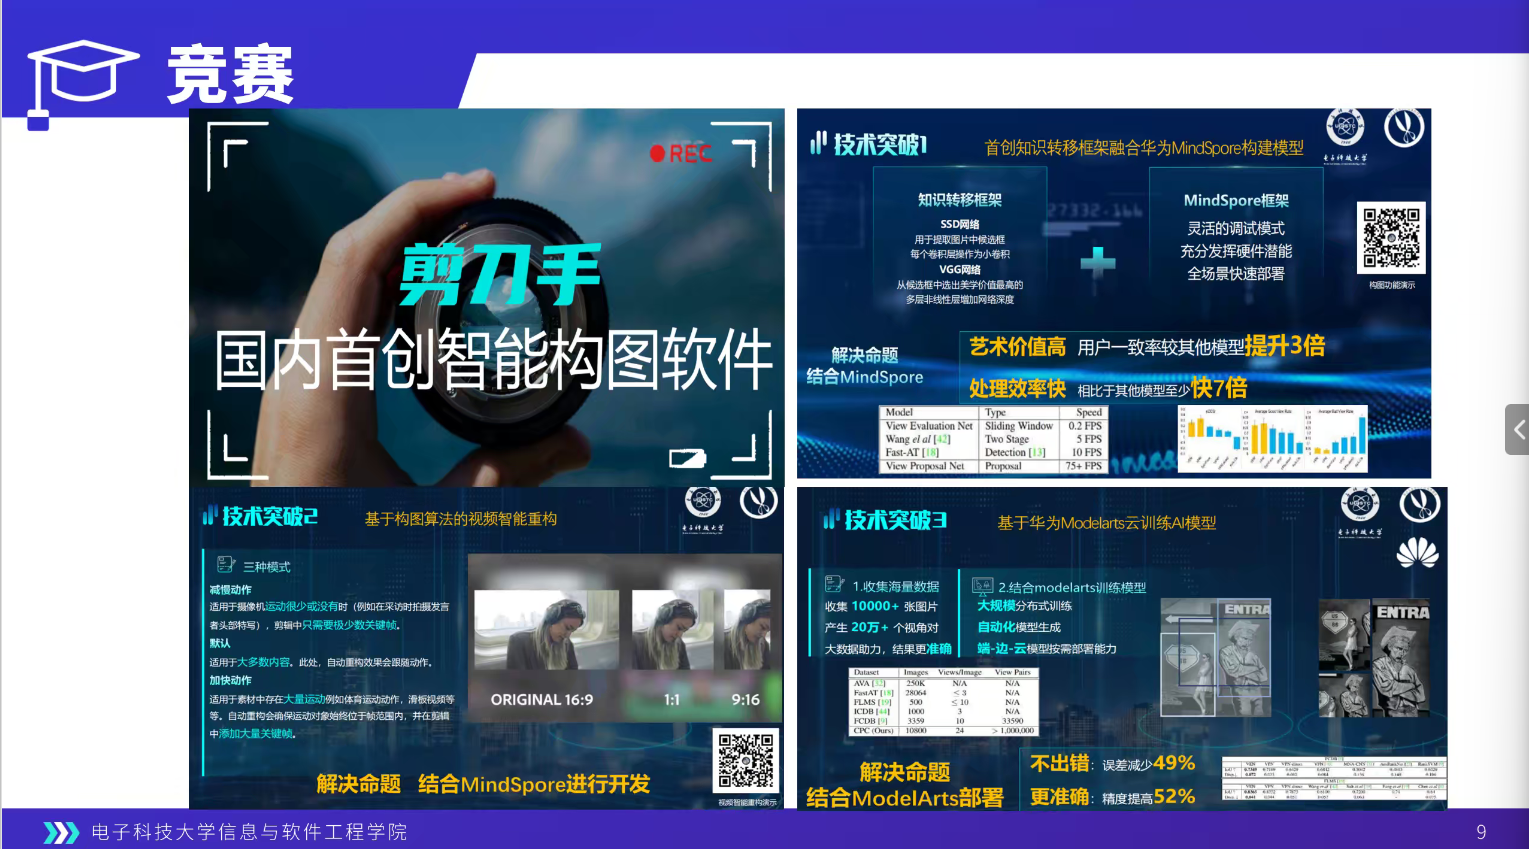 竞赛
REC
剪刀手
国内首创智能构图软件
技术突破1
首创知识转移框架融合华为MindSpore构建模型
知识转移框架
SSD网络
用于提取图片中候选框
每个卷积层操作为小卷积
VGG网络
从候选框中选出美学价值最高的
多层非线性层增加网络深度
MindSpore框架
灵活的调试模式
充分发挥硬件潜能
全场景快速部署
构图功能演示
解决命题
结合MindSpore
艺术价值高 用户一致率较其他模型提升3倍
处理效率快 相比于其他模型至少快7倍
Model Type Speed
View Evaluation Net Sliding Window 0.2 FPS
Wang el al [42] Two Stage 5 FPS
Fast-AT [18] Detection [13] 10 FPS
View Proposal Net Proposal 75+ FPS
技术突破2
基于构图算法的视频智能重构
三种模式
减慢动作
适用于摄像机运动很少或没有时（例如在采访时拍摄发言
者头部特写），剪辑中只需要极少数关键帧。
默认
适用于大多数内容。此处，自动重构效果会跟随动作。
加快动作
适用于素材中存在大量运动例如体育运动动作，滑板视频等
等。自动重构会确保运动对象始终位于帧范围内，并在剪辑
中添加大量关键帧。
ORIGINAL 16:9 1:1 9:16
解决命题 结合MindSpore进行开发
视频智能重构演示
技术突破3
基于华为Modelarts云训练AI模型
1.收集海量数据
收集 10000+ 张图片
产生 20万+ 个视角对
大数据助力，结果更准确
2.结合modelarts训练模型
大规模分布式训练
自动化模型生成
端-边-云模型按需部署能力
ENTRA
ENTRA
Dataset Images Views/Image View Pairs
AVA [32] 250K N/A N/A
FastAT [18] 28064 ≤ 3 N/A
FLMS [19] 500 ≤ 10 N/A
ICDB [44] 1000 3 N/A
FCDB [9] 3359 10 33590
CPC (Ours) 10800 24 > 1,000,000
解决命题
结合ModelArts部署
不出错：误差减少49%
更准确：精度提高52%
电子科技大学信息与软件工程学院
9